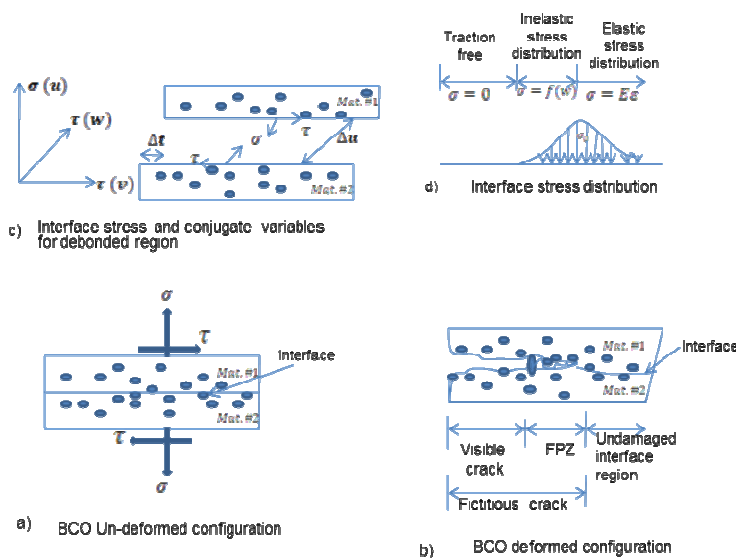 σ (u)
τ (w)
τ (v)
Δt
Mat. #1
τ
σ
Δu
τ
Mat. #2
c) Interface stress and conjugate variables
for debonded region
Traction
free
Inelastic
stress
distribution
Elastic
stress
distribution
σ = 0
σ = f(w)
σ = Eε
d) Interface stress distribution
σ
τ
Interface
Mat. #1
Mat. #2
τ
σ
a) BCO Un-deformed configuration
Mat. #1
Interface
Mat. #2
Visible
crack
FPZ
Undamaged
interface
region
Fictitious crack
b) BCO deformed configuration